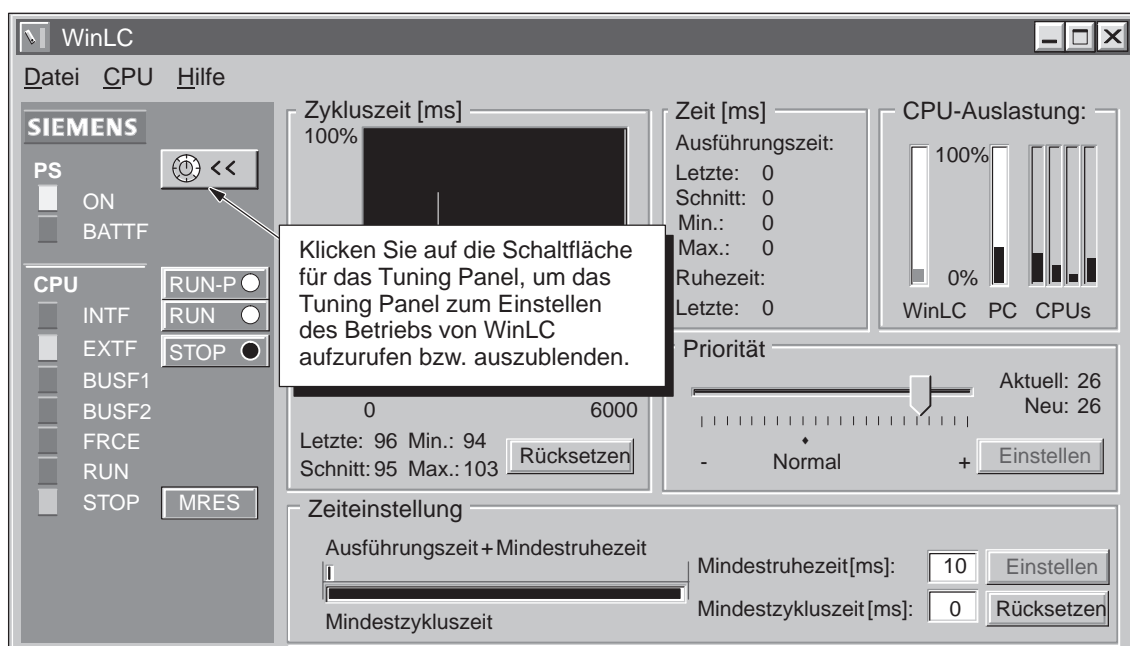 WinLC
Datei CPU Hilfe
SIEMENS
<<
PS
ON
BATTF
CPU
INTF
EXTF
BUSF1
BUSF2
FRCE
RUN
STOP
RUN-P
RUN
STOP
MRES
Zykluszeit [ms]
100%
Klicken Sie auf die Schaltfläche
für das Tuning Panel, um das
Tuning Panel zum Einstellen
des Betriebs von WinLC
aufzurufen bzw. auszublenden.
0 6000
Letzte: 96 Min.: 94
Schnitt: 95 Max.: 103
Rücksetzen
Zeit [ms]
Ausführungszeit:
Letzte: 0
Schnitt: 0
Min.: 0
Max.: 0
Ruhezeit:
Letzte: 0
CPU-Auslastung:
100%
0%
WinLC PC CPUs
Priorität
Aktuell: 26
Neu: 26
- Normal +
Einstellen
Zeiteinstellung
Ausführungszeit + Mindestruhezeit
Mindestzykluszeit
Mindestruhezeit [ms]: 10 Einstellen
Mindestzykluszeit [ms]: 0 Rücksetzen